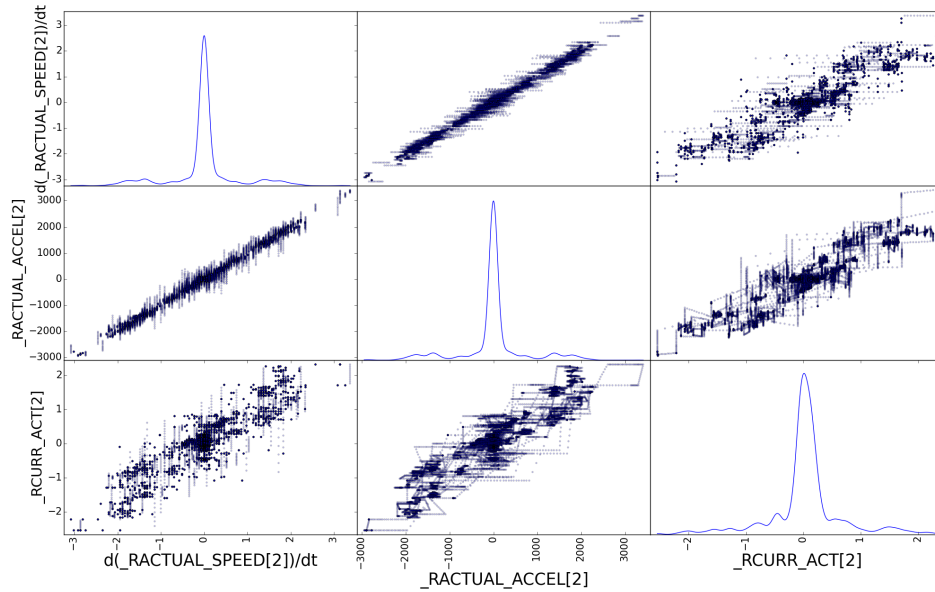 d(_RACTUAL_SPEED[2])/dt
3
2
1
0
−1
−2
−3
_RACTUAL_ACCEL[2]
3000
2000
1000
0
−1000
−2000
−3000
_RCURR_ACT[2]
2
1
0
−1
−2
−3 −2 −1 0 1 2 3
−3000 −2000 −1000 0 1000 2000 3000
−2 −1 0 1 2
d(_RACTUAL_SPEED[2])/dt
_RACTUAL_ACCEL[2]
_RCURR_ACT[2]